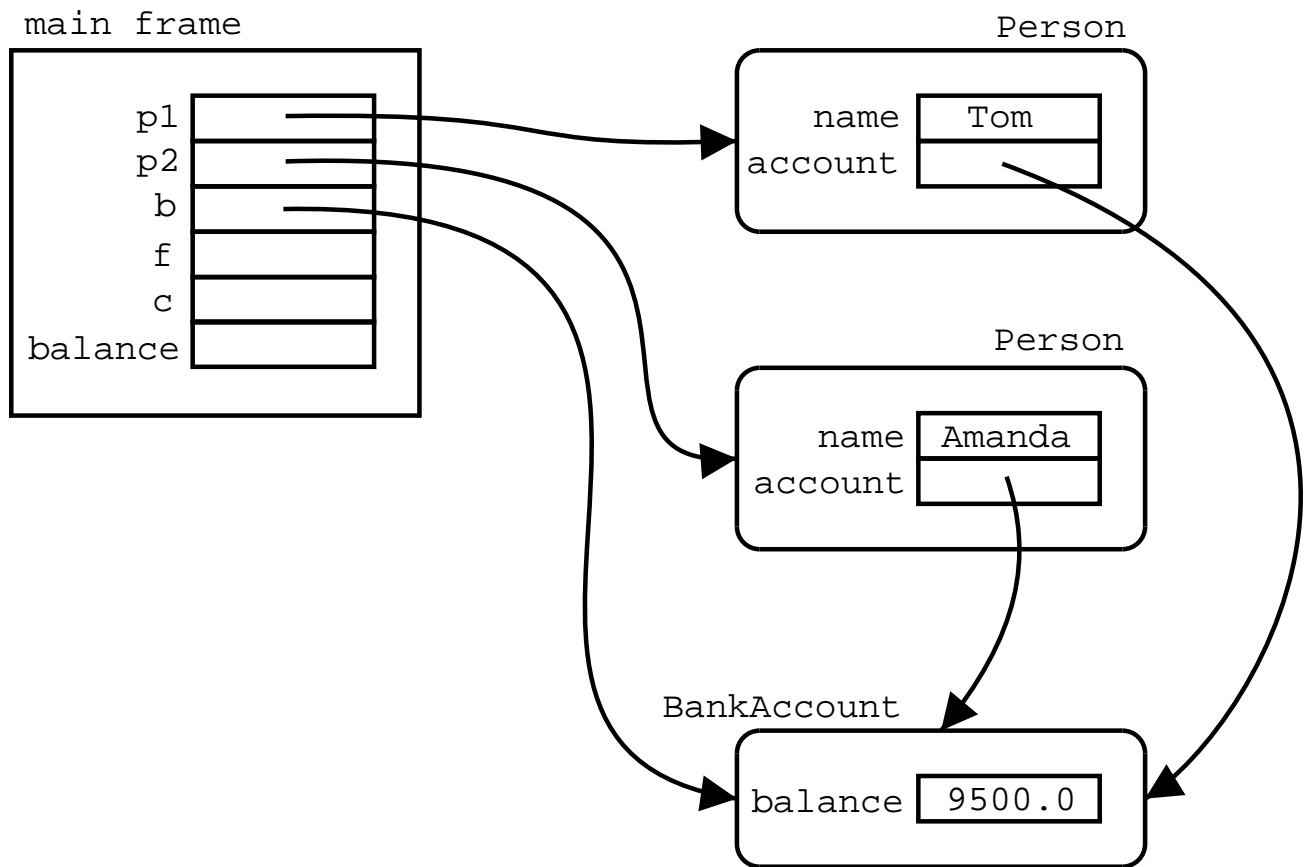 main frame
p1
p2
b
f
c
balance
Person
name Tom
account
Person
name Amanda
account
BankAccount
balance 9500.0